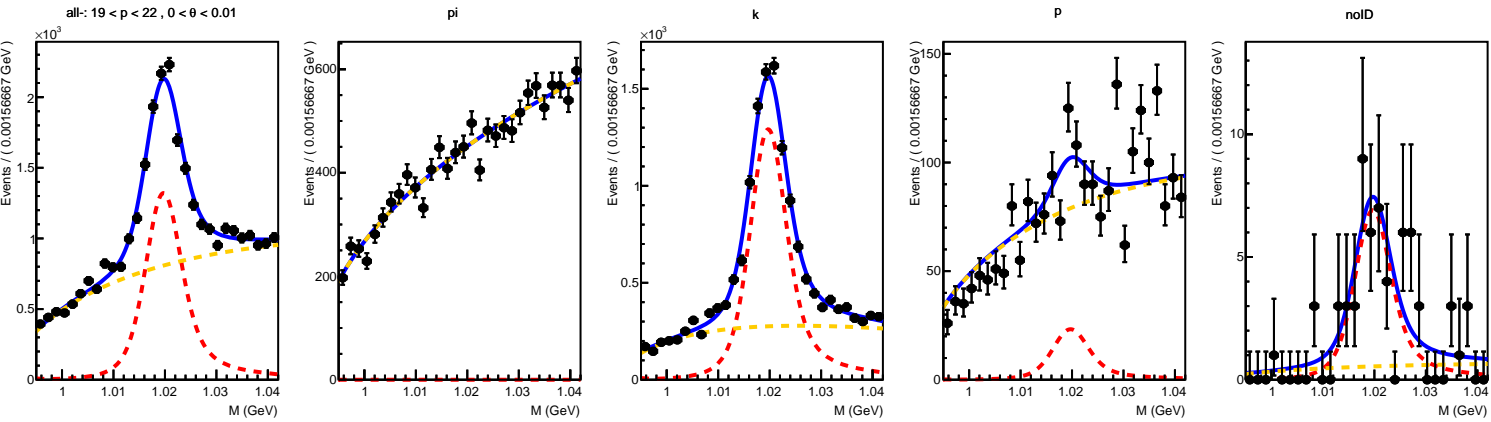 all-: 19 < p < 22 , 0 < θ < 0.01
×10³
Events / ( 0.00156667 GeV )
2
1.5
1
0.5
0
1 1.01 1.02 1.03 1.04
M (GeV)
pi
Events / ( 0.00156667 GeV )
600
400
200
0
1 1.01 1.02 1.03 1.04
M (GeV)
k
×10³
Events / ( 0.00156667 GeV )
1.5
1
0.5
0
1 1.01 1.02 1.03 1.04
M (GeV)
p
Events / ( 0.00156667 GeV )
150
100
50
0
1 1.01 1.02 1.03 1.04
M (GeV)
noID
Events / ( 0.00156667 GeV )
10
5
0
1 1.01 1.02 1.03 1.04
M (GeV)